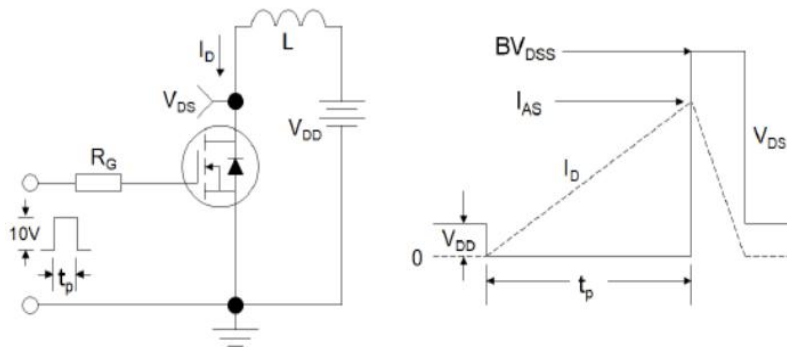 I_D
L
V_DS
V_DD
R_G
10V
t_p
BV_DSS
I_AS
V_DS
I_D
V_DD
0
t_p